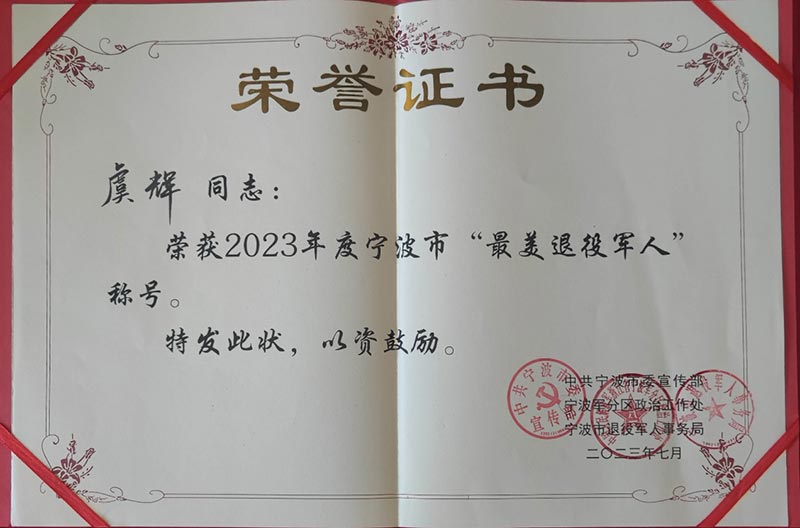 荣誉证书
虞辉 同志：
荣获2023年度宁波市“最美退役军人”
称号。
特发此状，以资鼓励。
中共宁波市委宣传部
宁波军分区政治工作处
宁波市退役军人事务局
二〇二三年七月